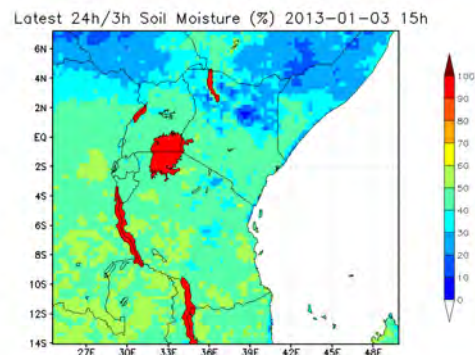 Latest 24h/3h Soil Moisture (%) 2013-01-03 15h
6N
4N
2N
EQ
2S
4S
6S
8S
10S
12S
14S
27E 30E 33E 36E 39E 42E 45E 48E
100
90
80
70
60
50
40
30
20
10
0